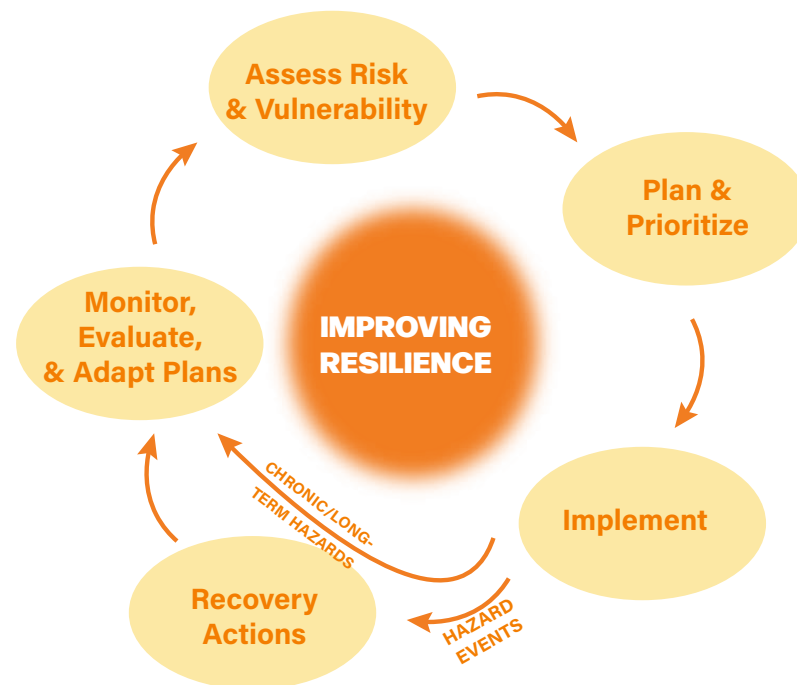 Assess Risk
& Vulnerability
Plan &
Prioritize
Monitor,
Evaluate,
& Adapt Plans
IMPROVING
RESILIENCE
CHRONIC/LONG-
TERM HAZARDS
Implement
Recovery
Actions
HAZARD
EVENTS